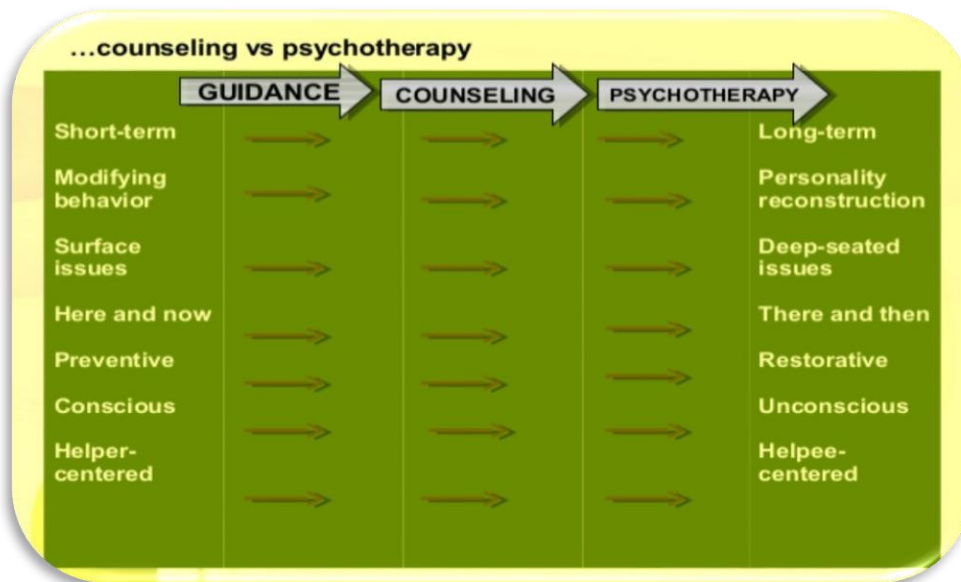 ...counseling vs psychotherapy
GUIDANCE
COUNSELING
PSYCHOTHERAPY
Short-term
Long-term
Modifying
behavior
Personality
reconstruction
Surface
issues
Deep-seated
issues
Here and now
There and then
Preventive
Restorative
Conscious
Unconscious
Helper-
centered
Helpee-
centered